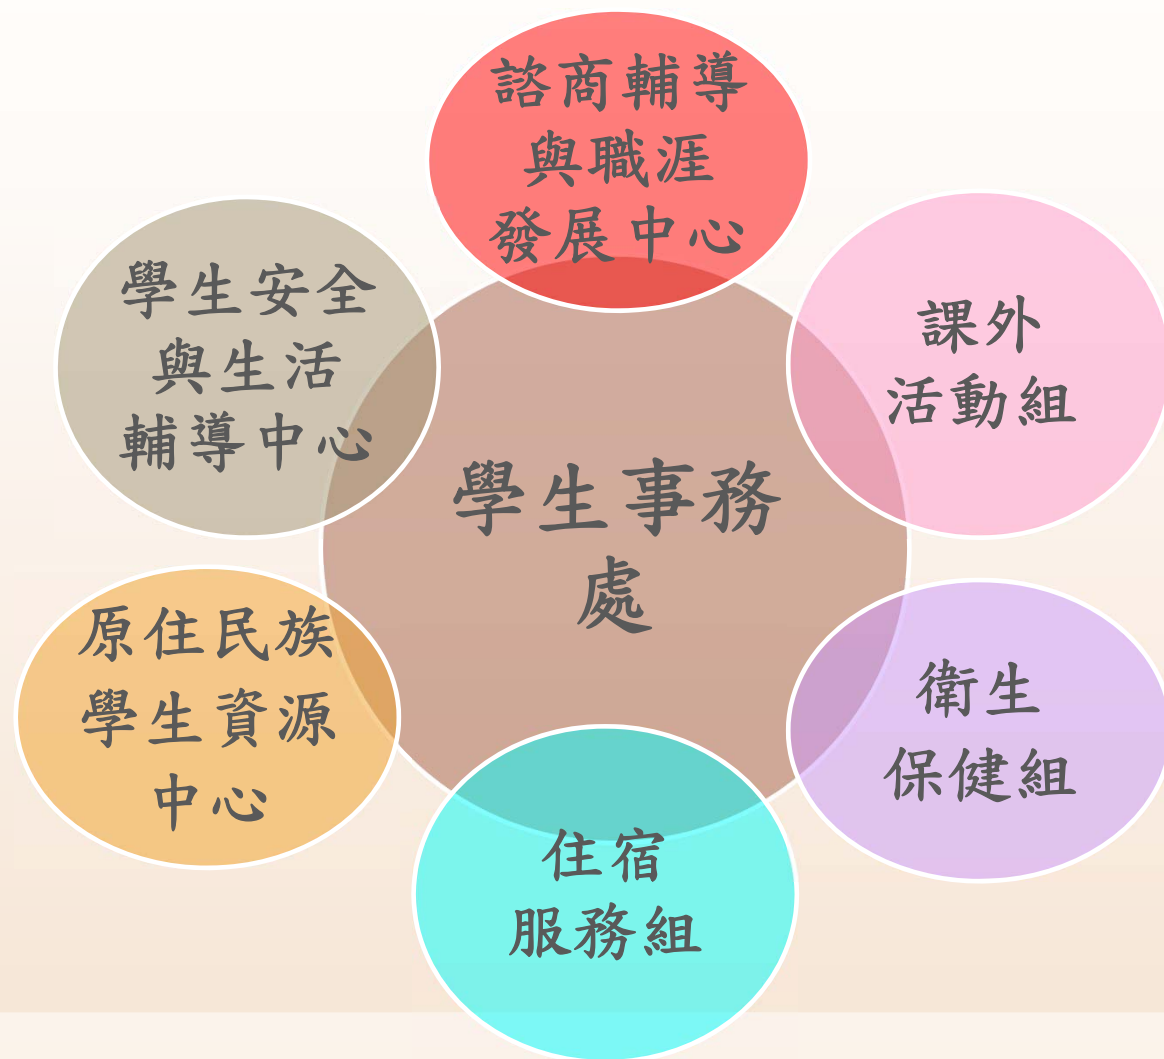 諮商輔導
與職涯
發展中心
學生安全
與生活
輔導中心
課外
活動組
學生事務
處
原住民族
學生資源
中心
衛生
保健組
住宿
服務組